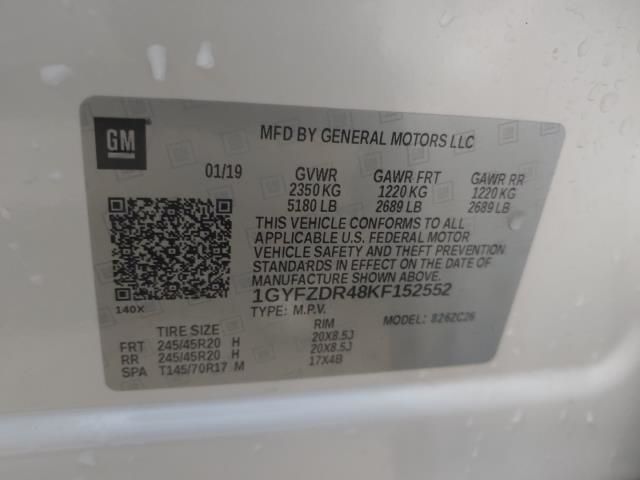 GM
MFD BY GENERAL MOTORS LLC
01/19 GVWR GAWR FRT GAWR RR
2350 KG 1220 KG 1220 KG
5180 LB 2689 LB 2689 LB
THIS VEHICLE CONFORMS TO ALL
APPLICABLE U.S. FEDERAL MOTOR
VEHICLE SAFETY AND THEFT PREVENTION
STANDARDS IN EFFECT ON THE DATE OF
MANUFACTURE SHOWN ABOVE.
1GYFZDR48KF152552
140X
TYPE: M.P.V. MODEL: 826ZC26
TIRE SIZE RIM
FRT 245/45R20 H 20X8.5J
RR 245/45R20 H 20X8.5J
SPA T145/70R17 M 17X4B